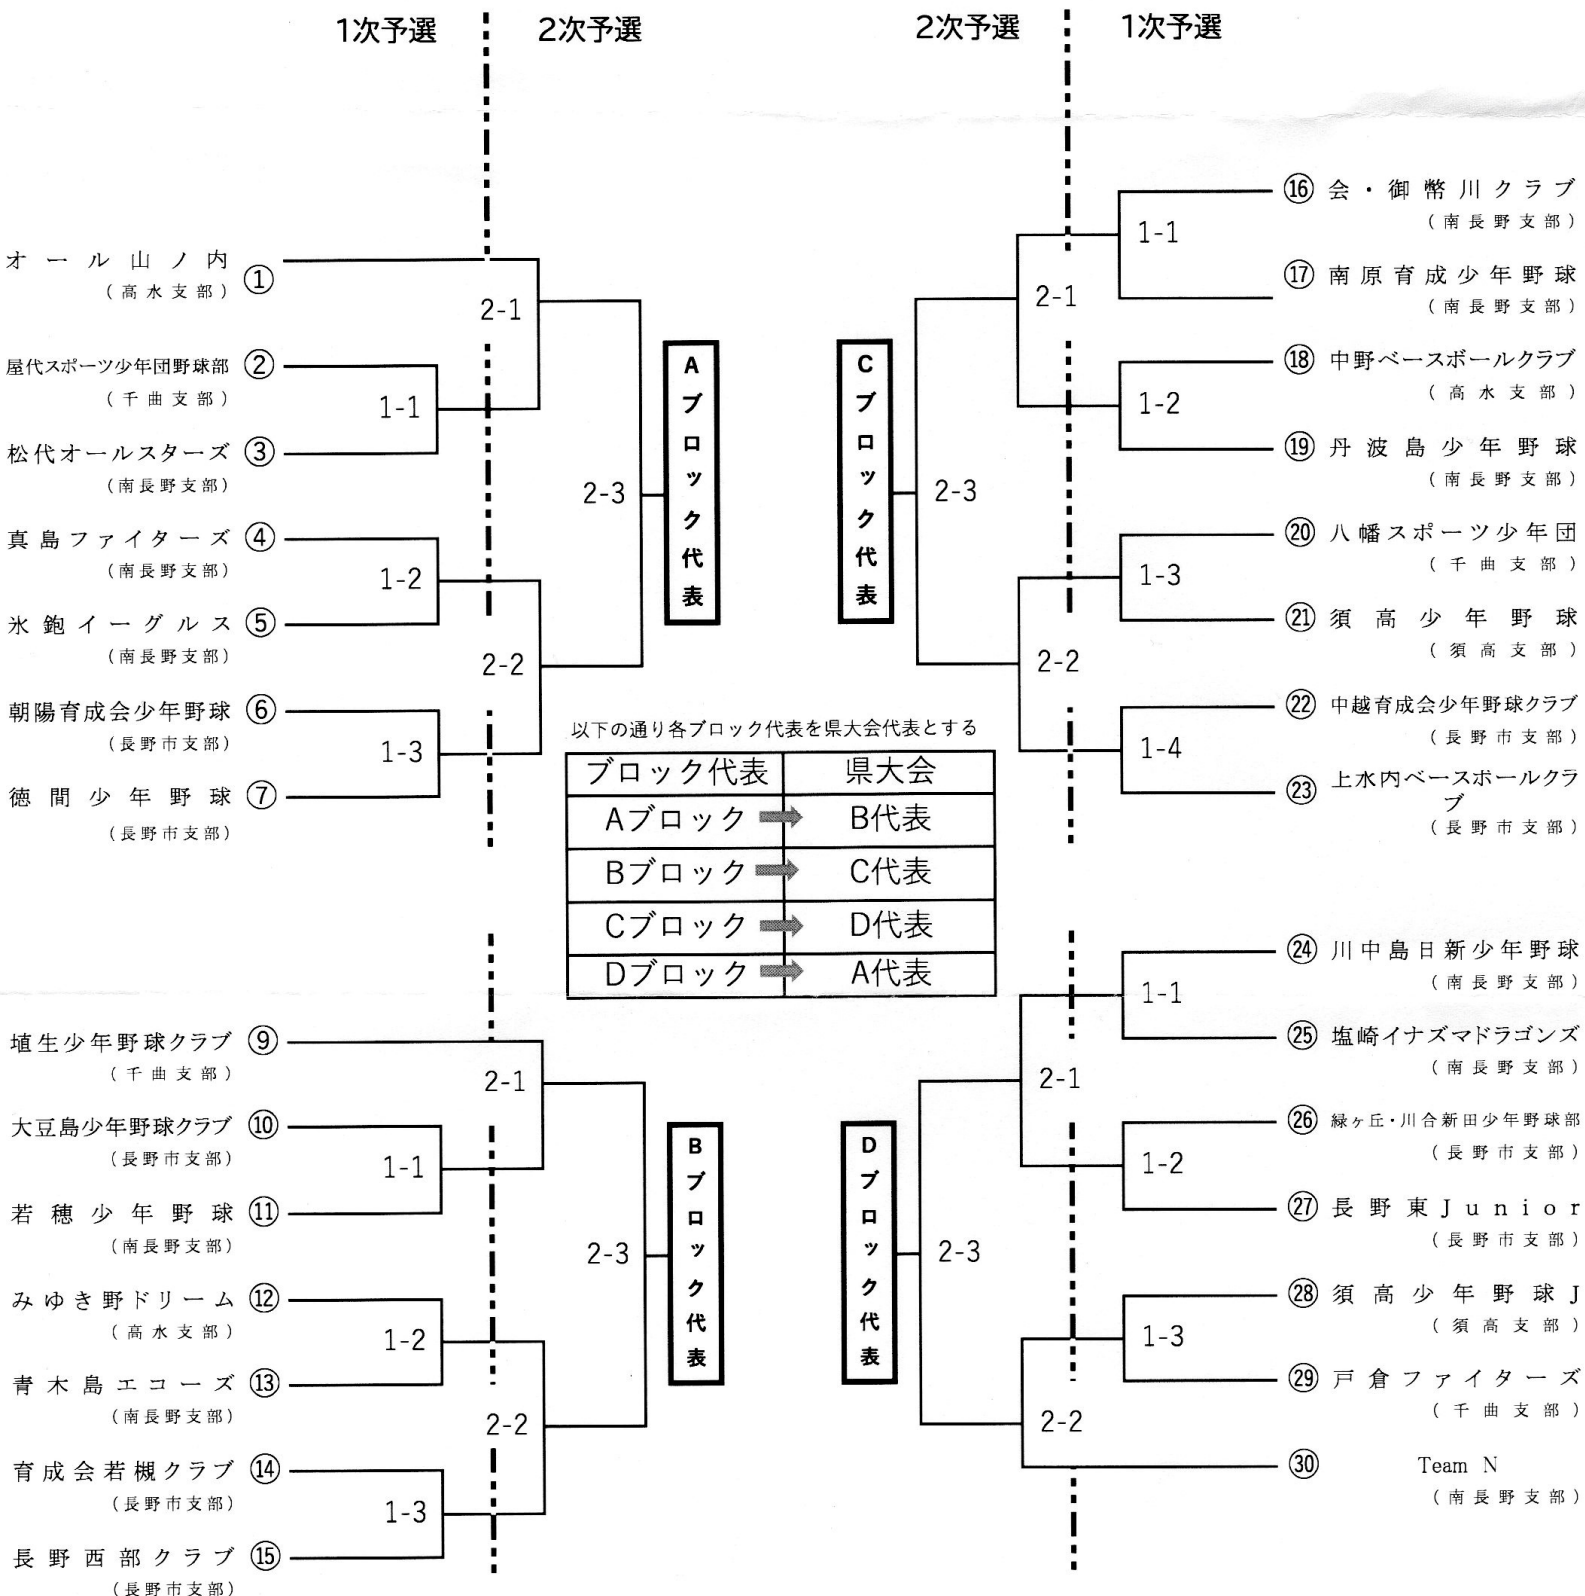 1次予選
2次予選
2次予選
1次予選
オール山ノ内
(高水支部)
①
屋代スポーツ少年団野球部 ②
(千曲支部)
松代オールスターズ ③
(南長野支部)
真島ファイターズ ④
(南長野支部)
氷鉋イーグルス ⑤
(南長野支部)
朝陽育成会少年野球 ⑥
(長野市支部)
徳間少年野球 ⑦
(長野市支部)
2-1
1-1
1-2
2-2
1-3
2-3
Aブロック代表
埴生少年野球クラブ ⑨
(千曲支部)
大豆島少年野球クラブ ⑩
(長野市支部)
若穂少年野球 ⑪
(南長野支部)
みゆき野ドリーム ⑫
(高水支部)
青木島エコーズ ⑬
(南長野支部)
育成会若槻クラブ ⑭
(長野市支部)
長野西部クラブ ⑮
(長野市支部)
2-1
1-1
1-2
2-2
1-3
2-3
Bブロック代表
以下の通り各ブロック代表を県大会代表とする
ブロック代表 県大会
Aブロック B代表
Bブロック C代表
Cブロック D代表
Dブロック A代表
Cブロック代表
2-3
2-1
2-2
1-1
1-2
1-3
1-4
⑯ 会・御幣川クラブ
(南長野支部)
⑰ 南原育成少年野球
(南長野支部)
⑱ 中野ベースボールクラブ
(高水支部)
⑲ 丹波島少年野球
(南長野支部)
⑳ 八幡スポーツ少年団
(千曲支部)
㉑ 須高少年野球
(須高支部)
㉒ 中越育成会少年野球クラブ
(長野市支部)
㉓ 上水内ベースボールクラ
ブ
(長野市支部)
Dブロック代表
2-3
2-1
2-2
1-1
1-2
1-3
㉔ 川中島日新少年野球
(南長野支部)
㉕ 塩崎イナズマドラゴンズ
(南長野支部)
㉖ 緑ヶ丘・川合新田少年野球部
(長野市支部)
㉗ 長野東Junior
(長野市支部)
㉘ 須高少年野球J
(須高支部)
㉙ 戸倉ファイターズ
(千曲支部)
㉚ Team N
(南長野支部)